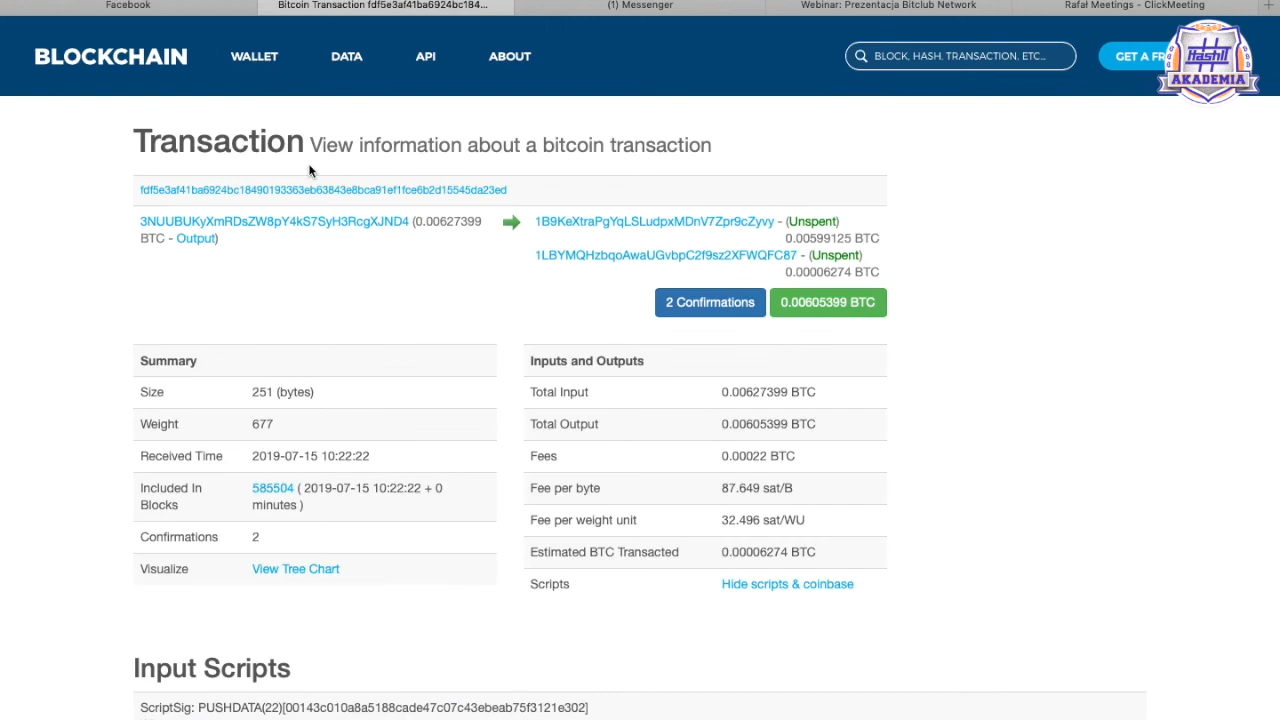 Facebook
Bitcoin Transaction fdf5e3af41ba6924bc184...
(1) Messenger
Webinar: Prezentacja Bitclub Network
Rafał Meetings - ClickMeeting
BLOCKCHAIN
WALLET
DATA
API
ABOUT
BLOCK, HASH, TRANSACTION, ETC...
GET A FR
HashIT
AKADEMIA
Transaction View information about a bitcoin transaction
fdf5e3af41ba6924bc18490193363eb63843e8bca91ef1fce6b2d15545da23ed
3NUUBUKyXmRDsZW8pY4kS7SyH3RcgXJND4 (0.00627399
BTC - Output)
1B9KeXtraPgYqLSLudpxMDnV7Zpr9cZyvy - (Unspent)
0.00599125 BTC
1LBYMQHzbqoAwaUGvbpC2f9sz2XFWQFC87 - (Unspent)
0.00006274 BTC
2 Confirmations
0.00605399 BTC
Summary
Size 251 (bytes)
Weight 677
Received Time 2019-07-15 10:22:22
Included In 585504 ( 2019-07-15 10:22:22 + 0
Blocks minutes )
Confirmations 2
Visualize View Tree Chart
Inputs and Outputs
Total Input 0.00627399 BTC
Total Output 0.00605399 BTC
Fees 0.00022 BTC
Fee per byte 87.649 sat/B
Fee per weight unit 32.496 sat/WU
Estimated BTC Transacted 0.00006274 BTC
Scripts Hide scripts & coinbase
Input Scripts
ScriptSig: PUSHDATA(22)[00143c010a8a5188cade47c07c43ebeab75f3121e302]